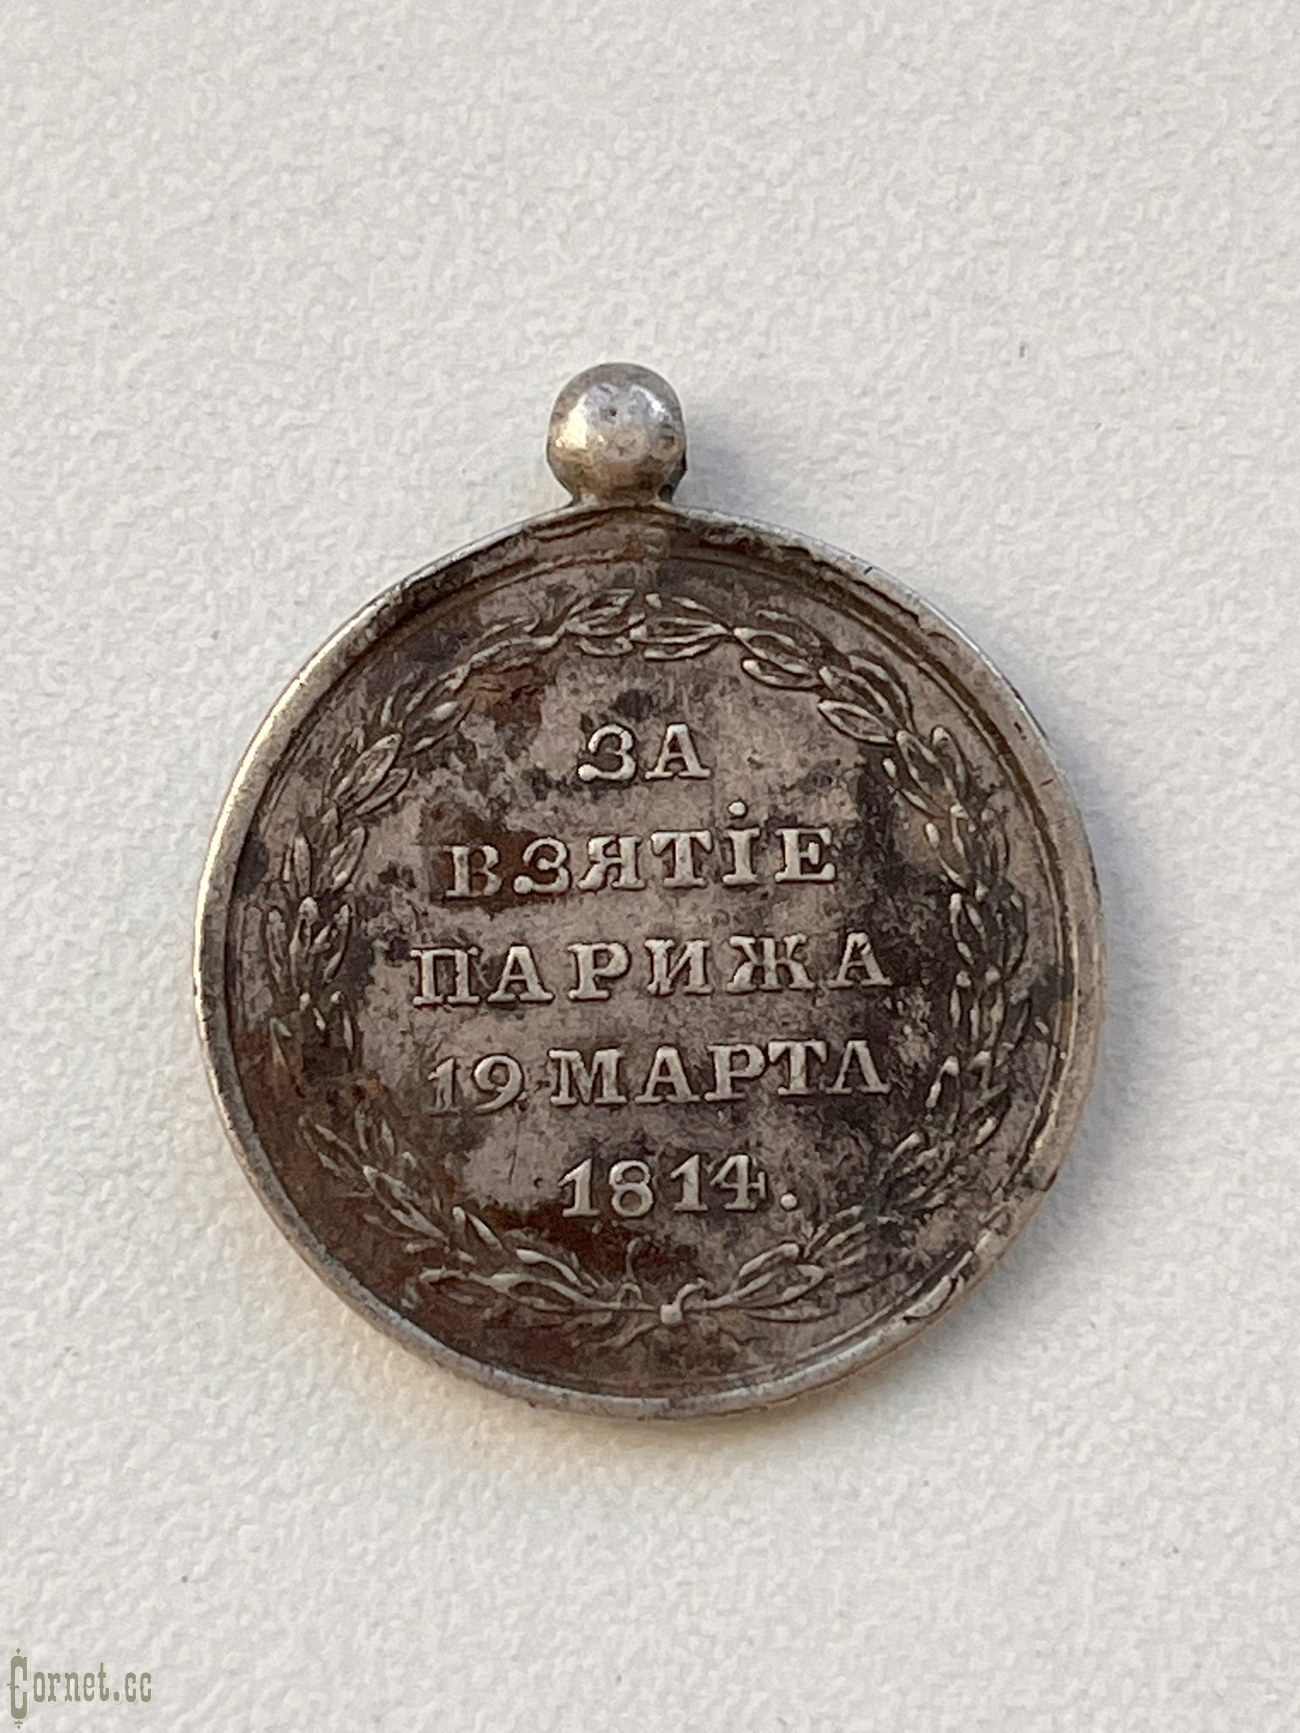 ЗА
ВЗЯТІЕ
ПАРИЖА
19 МАРТА
1814.
Cornet.cc